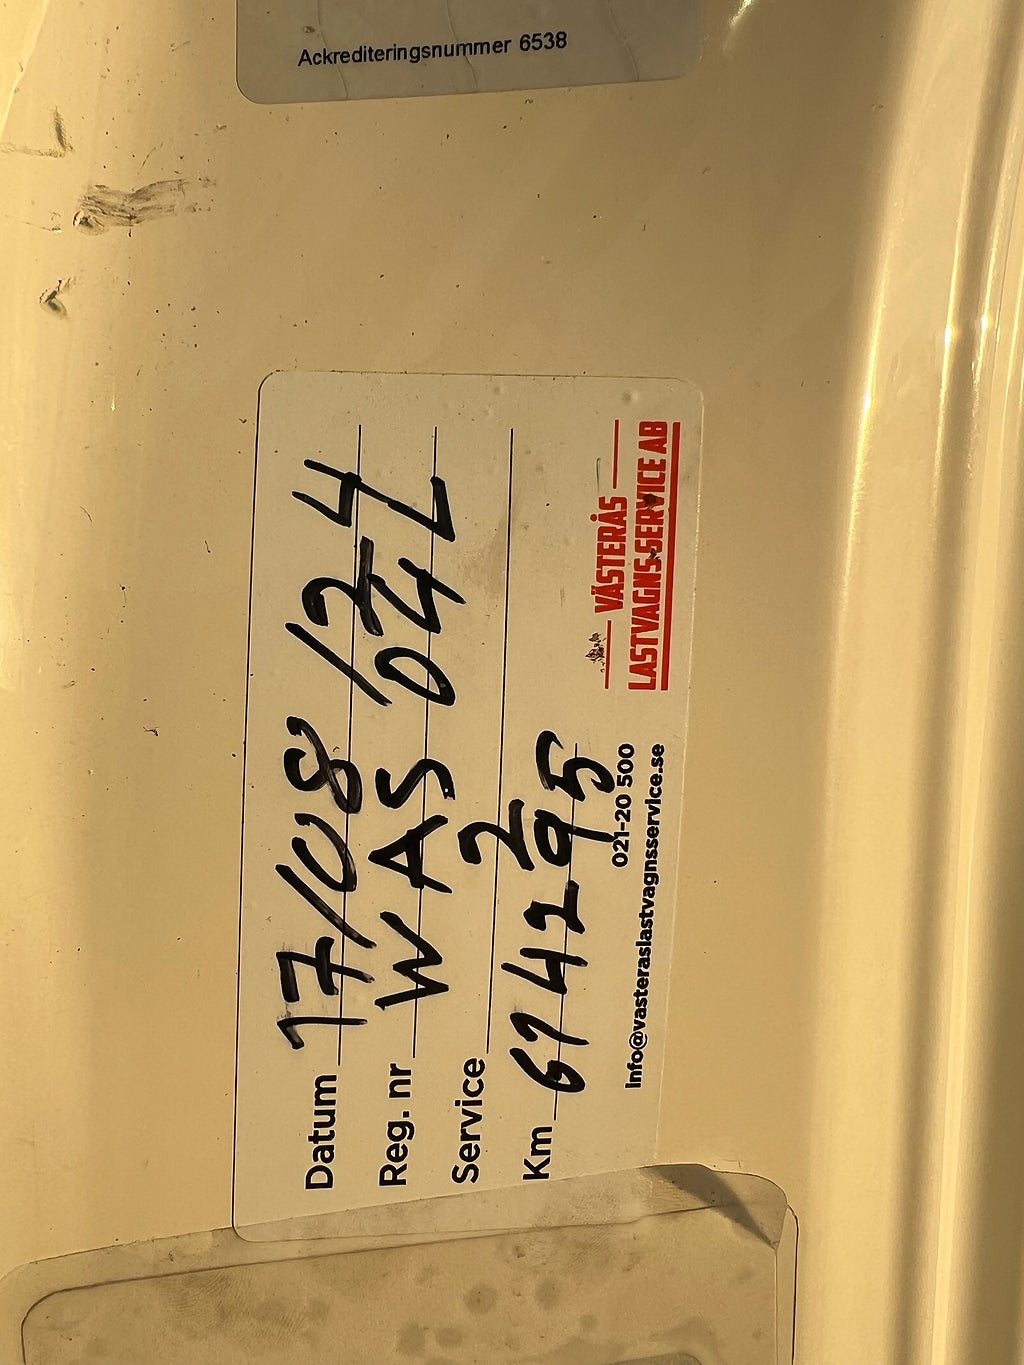 Ackrediteringsnummer 6538
Datum 17/08/24
Reg. nr WAS 04L
Service 2
Km 614295
021-20 500
Info@vasteraslastvagnsservice.se
VÄSTERÅS
LASTVAGNS-SERVICE AB